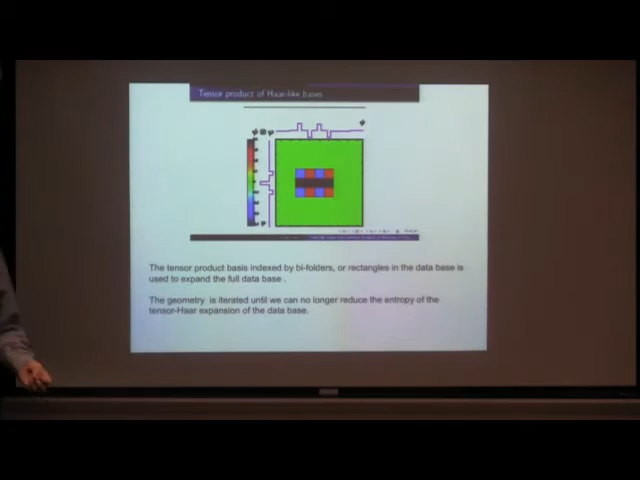 Tensor product of Haar-like bases
The tensor product basis indexed by bi-folders, or rectangles in the data base is
used to expand the full data base .
The geometry is iterated until we can no longer reduce the entropy of the
tensor-Haar expansion of the data base.